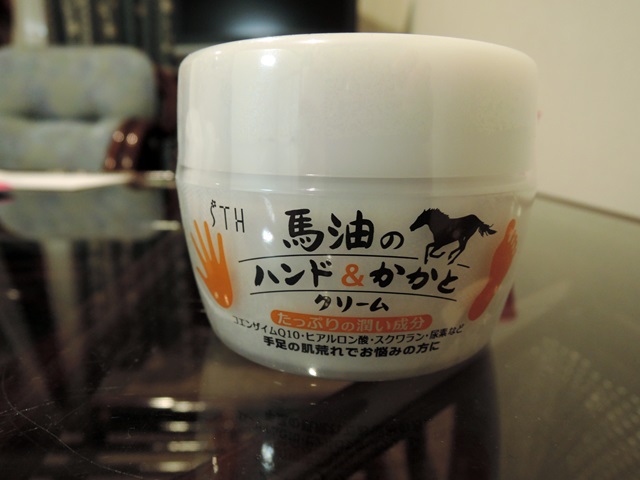 STH
馬油の
ハンド&かかと
クリーム
たっぷりの潤い成分
コエンザイムQ10・ヒアルロン酸・スクワラン・尿素など
手足の肌荒れでお悩みの方に